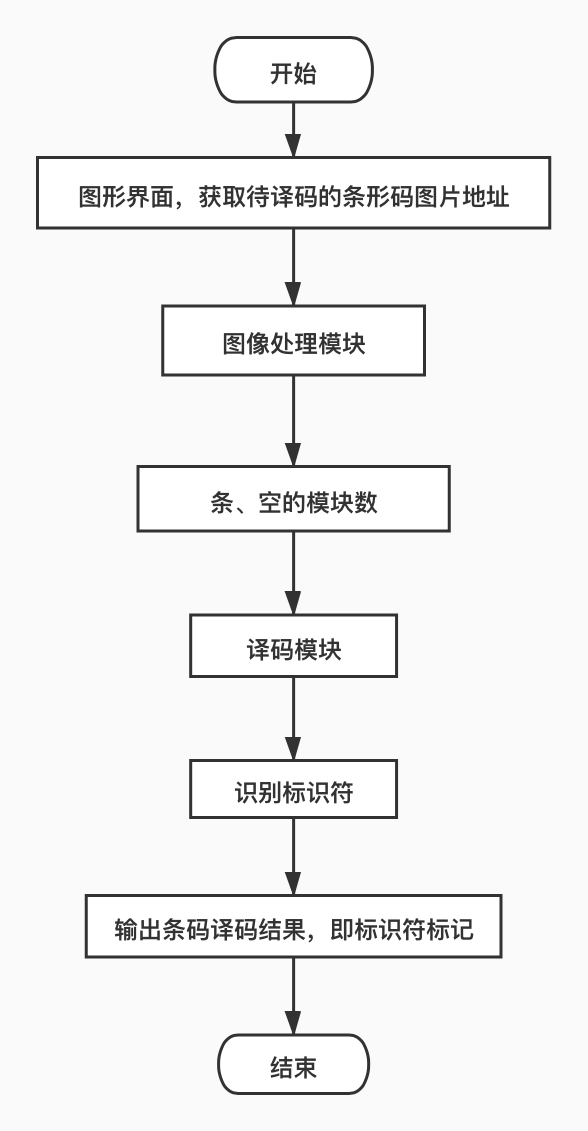 开始
图形界面，获取待译码的条形码图片地址
图像处理模块
条、空的模块数
译码模块
识别标识符
输出条码译码结果，即标识符标记
结束